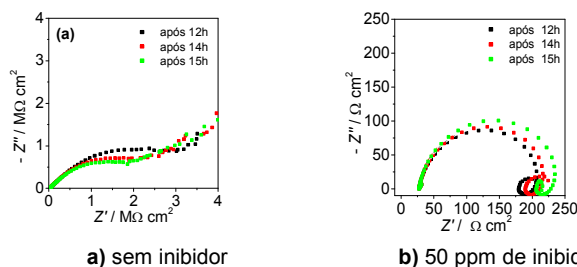 (a)
após 12h
após 14h
após 15h
- Z'' / MΩ cm²
4
3
2
1
0
0 1 2 3 4
Z' / MΩ cm²
a) sem inibidor
após 12h
após 14h
após 15h
- Z'' / Ω cm²
250
200
150
100
50
0
0 50 100 150 200 250
Z' / Ω cm²
b) 50 ppm de inibic